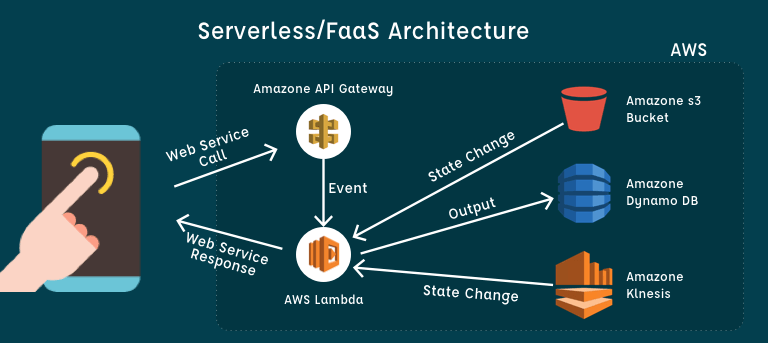 Serverless/FaaS Architecture
AWS
Amazone API Gateway
Amazone s3
Bucket
Web Service
Call
State Change
Event
Amazone
Dynamo DB
Output
Web Service
Response
Amazone
Klnesis
State Change
AWS Lambda